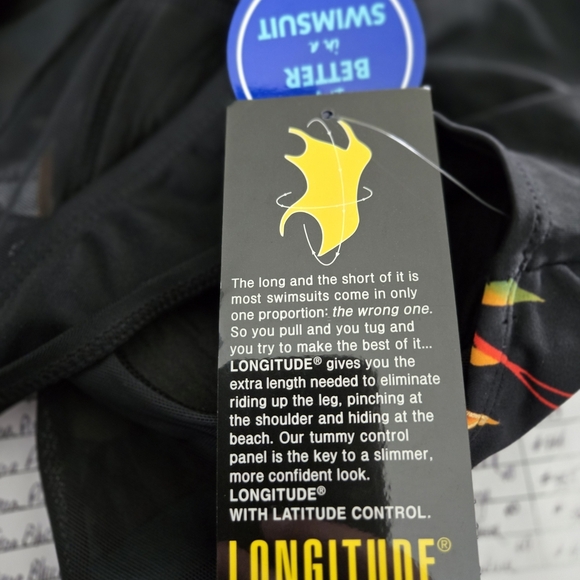 SWIMSUIT
in a
BETTER
The long and the short of it is
most swimsuits come in only
one proportion: the wrong one.
So you pull and you tug and
you try to make the best of it...
LONGITUDE® gives you the
extra length needed to eliminate
riding up the leg, pinching at
the shoulder and hiding at the
beach. Our tummy control
panel is the key to a slimmer,
more confident look.
LONGITUDE®
WITH LATITUDE CONTROL.
LONGITUDE®